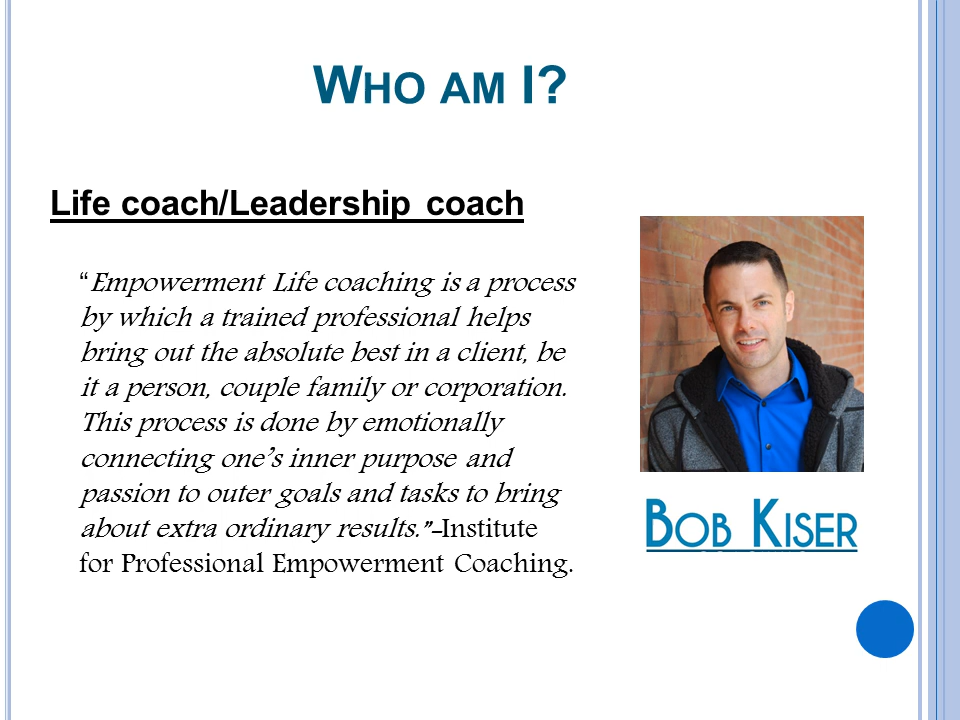 WHO AM I?
Life coach/Leadership coach
“Empowerment Life coaching is a process
by which a trained professional helps
bring out the absolute best in a client, be
it a person, couple family or corporation.
This process is done by emotionally
connecting one’s inner purpose and
passion to outer goals and tasks to bring
about extra ordinary results.”-Institute
for Professional Empowerment Coaching.
BOB KISER